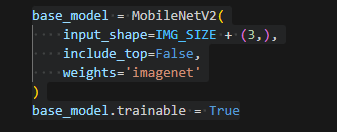 base_model = MobileNetV2(
    input_shape=IMG_SIZE + (3,),
    include_top=False,
    weights='imagenet'
)
base_model.trainable = True